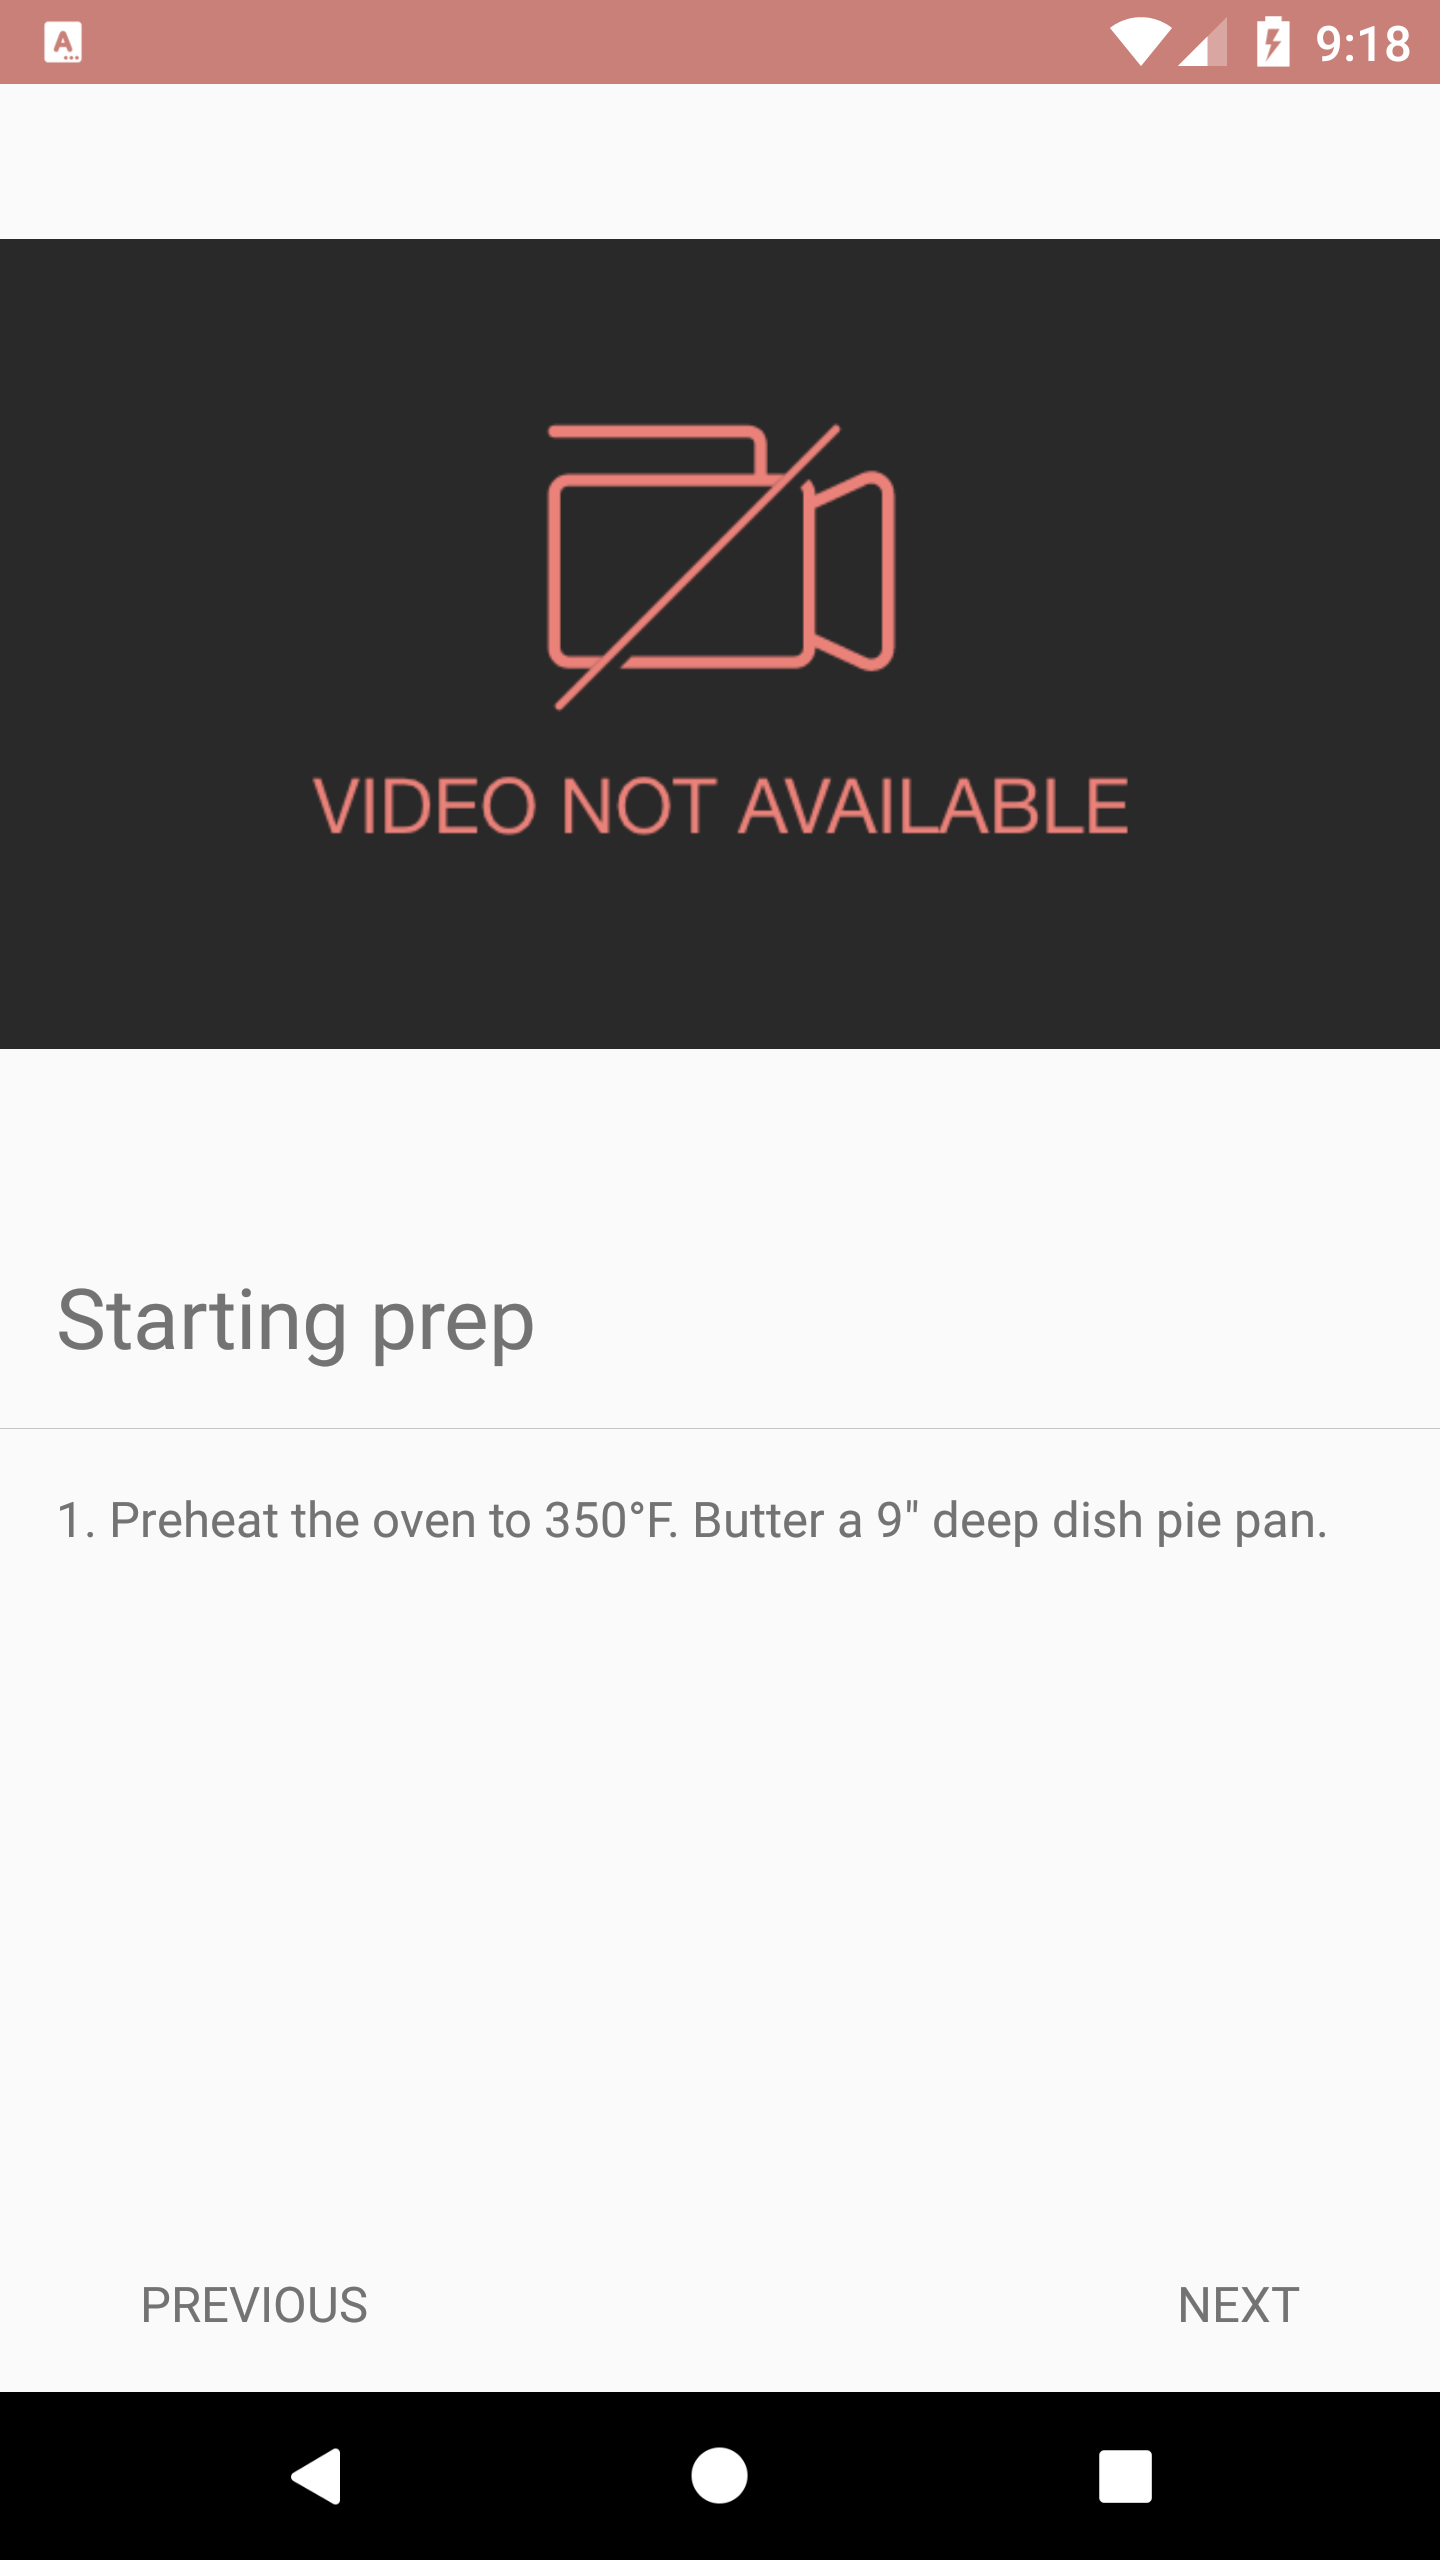 9:18
VIDEO NOT AVAILABLE
Starting prep
1. Preheat the oven to 350°F. Butter a 9" deep dish pie pan.
PREVIOUS
NEXT